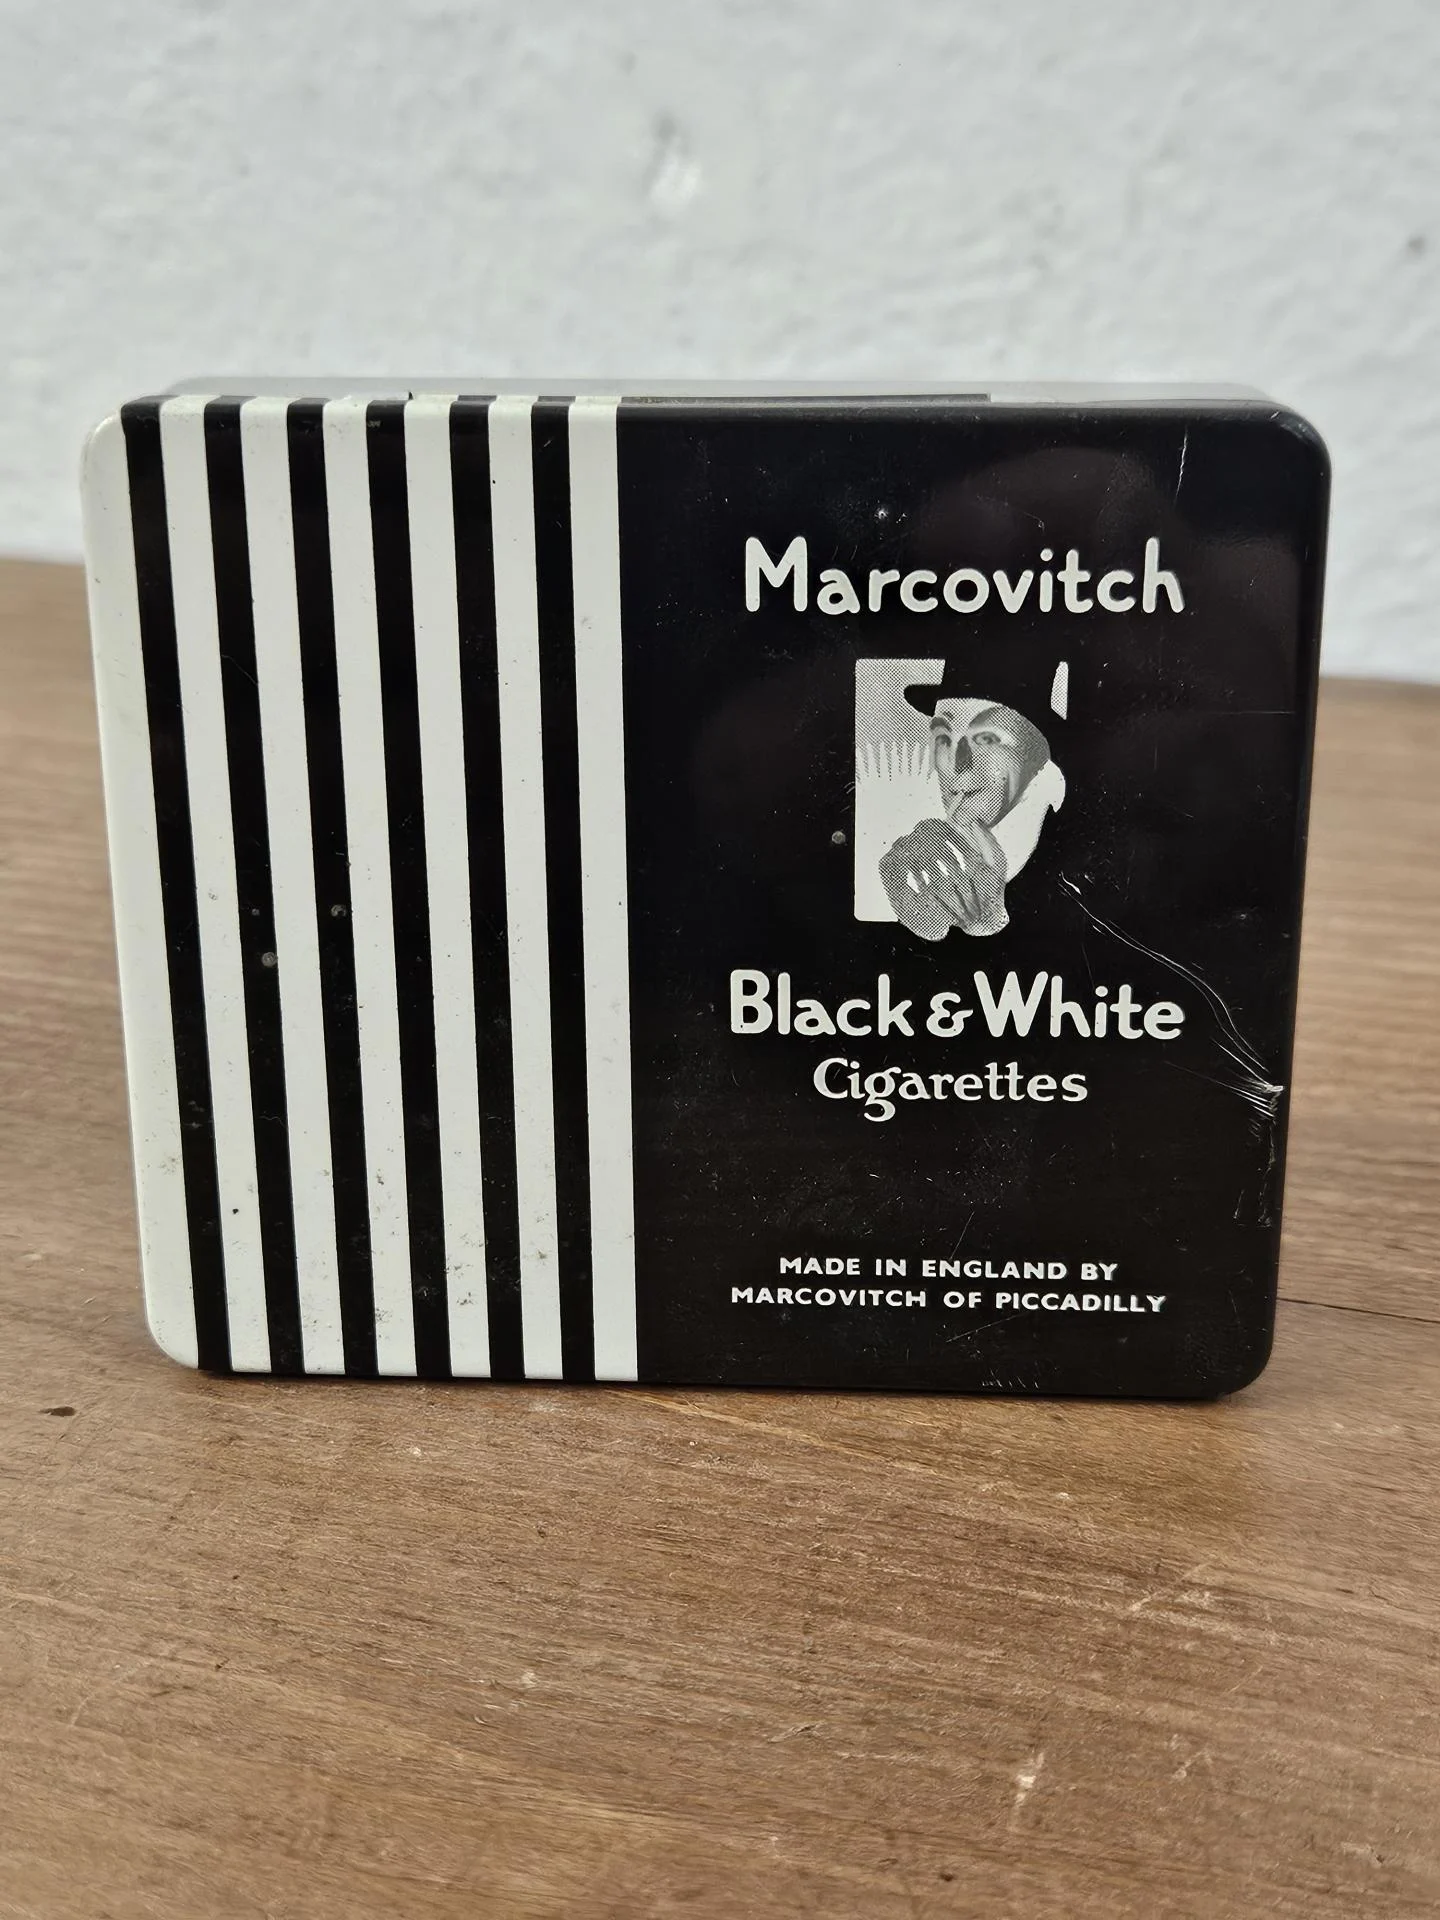 Marcovitch
Black & White
Cigarettes
MADE IN ENGLAND BY
MARCOVITCH OF PICCADILLY